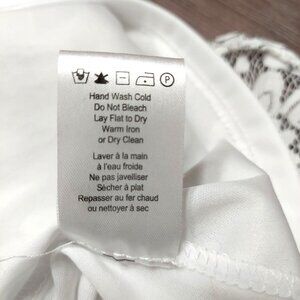 Hand Wash Cold
Do Not Bleach
Lay Flat to Dry
Warm Iron
or Dry Clean
Laver à la main
à l'eau froide
Ne pas javelliser
Sécher à plat
Repasser au fer chaud
ou nettoyer à sec